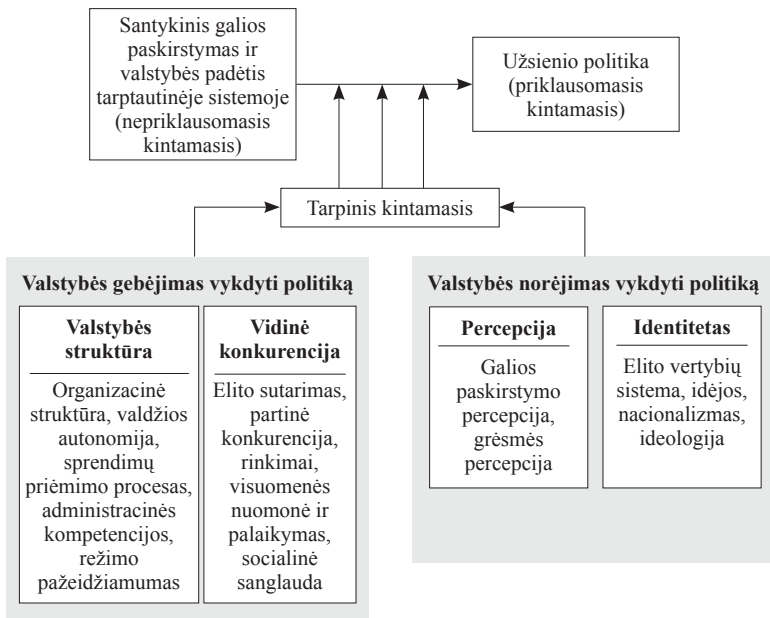 Santykinis galios
paskirstymas ir
valstybės padėtis
tarptautinėje sistemoje
(nepriklausomasis
kintamasis)
Užsienio politika
(priklausomasis
kintamasis)
Tarpinis kintamasis
Valstybės gebėjimas vykdyti politiką
Valstybės
struktūra
Organizacinė
struktūra, valdžios
autonomija,
sprendimų
priėmimo procesas,
administracinės
kompetencijos,
režimo
pažeidžiamumas
Vidinė
konkurencija
Elito sutarimas,
partinė
konkurencija,
rinkimai,
visuomenės
nuomonė ir
palaikymas,
socialinė
sanglauda
Valstybės norėjimas vykdyti politiką
Percepcija
Galios
paskirstymo
percepcija,
grėsmės
percepcija
Identitetas
Elito vertybių
sistema, idėjos,
nacionalizmas,
ideologija